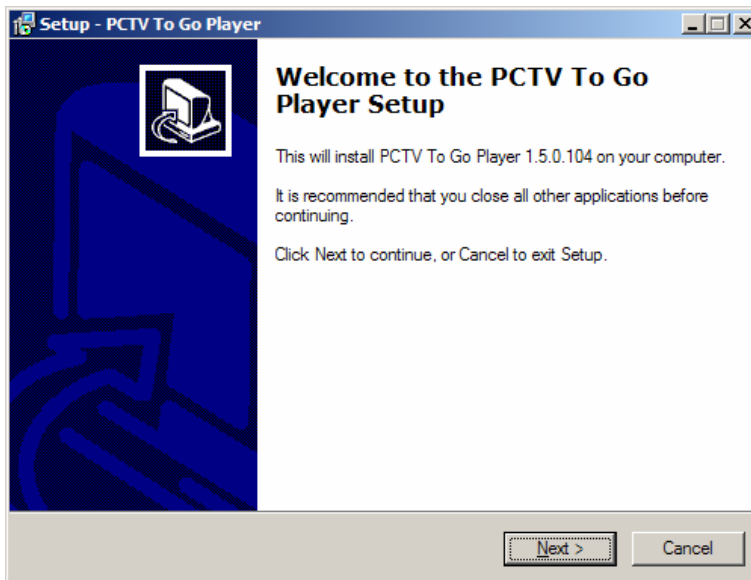 Setup - PCTV To Go Player
Welcome to the PCTV To Go
Player Setup
This will install PCTV To Go Player 1.5.0.104 on your computer.
It is recommended that you close all other applications before
continuing.
Click Next to continue, or Cancel to exit Setup.
Next >
Cancel